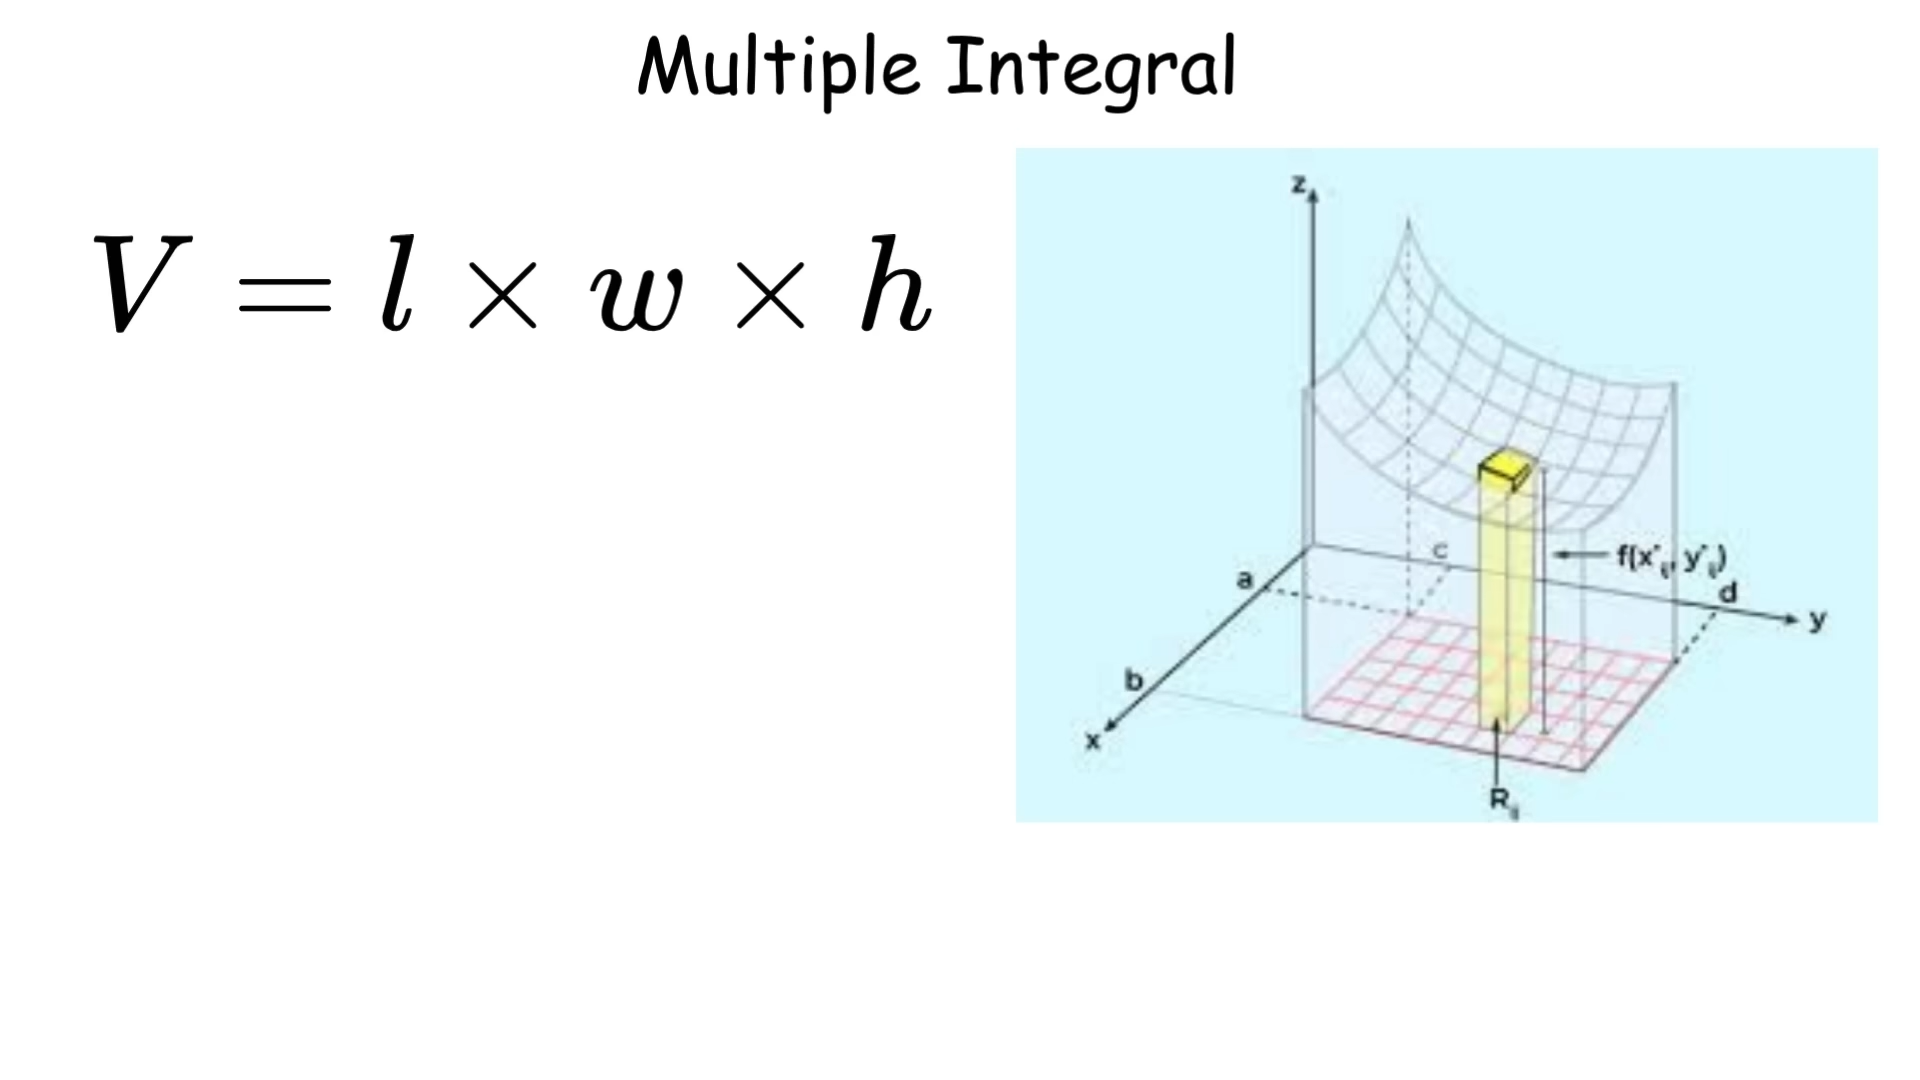 Multiple Integral
V = l × w × h
z
c
a
f(x*ij, y*ij)
d
y
b
x
Rij